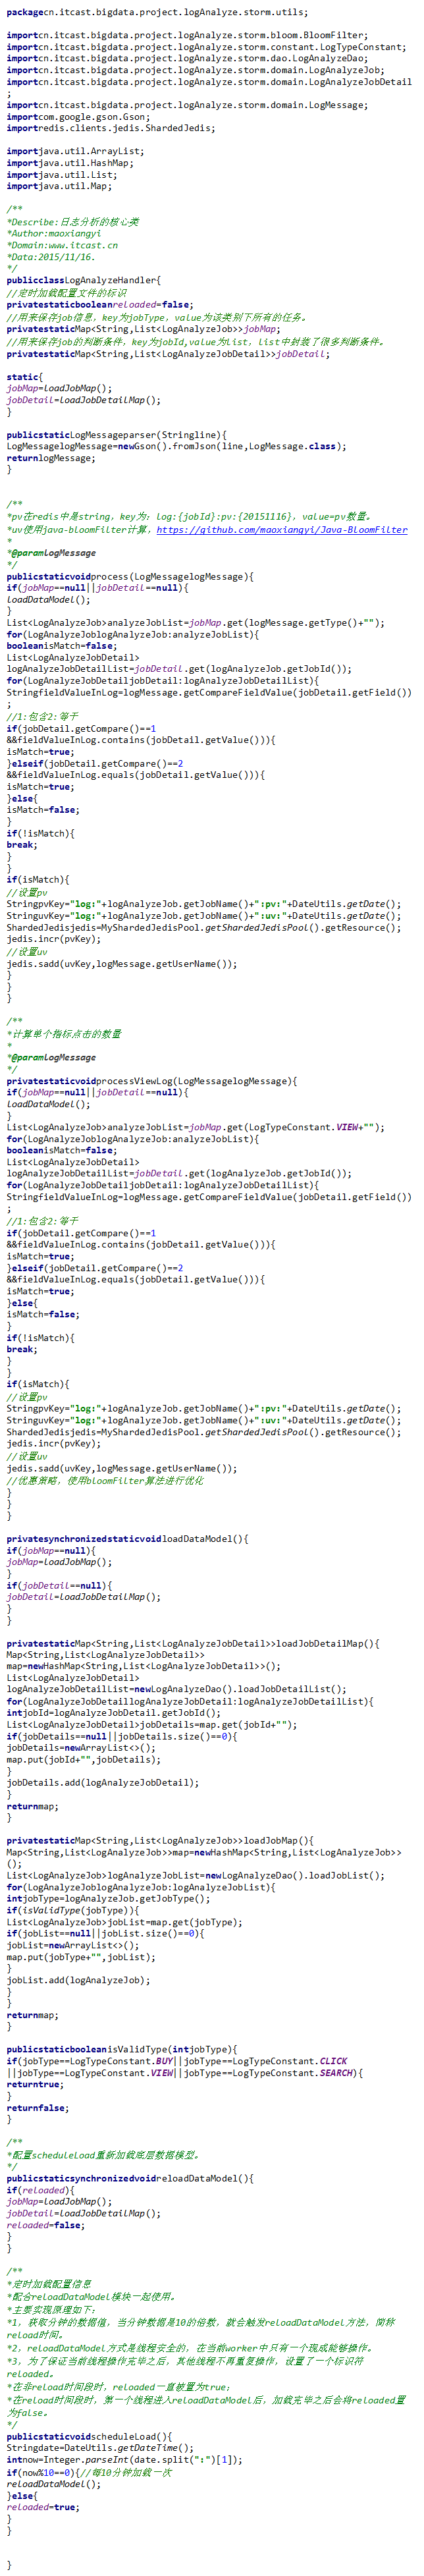 packagecn.itcast.bigdata.project.logAnalyze.storm.utils;
importcn.itcast.bigdata.project.logAnalyze.storm.bloom.BloomFilter;
importcn.itcast.bigdata.project.logAnalyze.storm.constant.LogTypeConstant;
importcn.itcast.bigdata.project.logAnalyze.storm.dao.LogAnalyzeDao;
importcn.itcast.bigdata.project.logAnalyze.storm.domain.LogAnalyzeJob;
importcn.itcast.bigdata.project.logAnalyze.storm.domain.LogAnalyzeJobDetail
;
importcn.itcast.bigdata.project.logAnalyze.storm.domain.LogMessage;
importcom.google.gson.Gson;
importredis.clients.jedis.ShardedJedis;
importjava.util.ArrayList;
importjava.util.HashMap;
importjava.util.List;
importjava.util.Map;
/**
*Describe:日志分析的核心类
*Author:maoxiangyi
*Domain:www.itcast.cn
*Data:2015/11/16.
*/
publicclassLogAnalyzeHandler{
//定时加载配置文件的标识
privatestaticbooleanreloaded=false;
//用来保存job信息，key为jobType，value为该类别下所有的任务。
privatestaticMap<String,List<LogAnalyzeJob>>jobMap;
//用来保存job的判断条件，key为jobId,value为list，list中封装了很多判断条件。
privatestaticMap<String,List<LogAnalyzeJobDetail>>jobDetail;
static{
jobMap=loadJobMap();
jobDetail=loadJobDetailMap();
}
publicstaticLogMessageparser(Stringline){
LogMessagelogMessage=newGson().fromJson(line,LogMessage.class);
returnlogMessage;
}
/**
*pv在redis中是string，key为：log:{jobId}:pv:{20151116}，value=pv数量。
*uv使用java-bloomFilter计算，https://github.com/maoxiangyi/Java-BloomFilter
*
*@paramlogMessage
*/
publicstaticvoidprocess(LogMessagelogMessage){
if(jobMap==null||jobDetail==null){
loadDataModel();
}
List<LogAnalyzeJob>analyzeJobList=jobMap.get(logMessage.getType()+"");
for(LogAnalyzeJoblogAnalyzeJob:analyzeJobList){
booleanisMatch=false;
List<LogAnalyzeJobDetail>
logAnalyzeJobDetailList=jobDetail.get(logAnalyzeJob.getJobId());
for(LogAnalyzeJobDetailjobDetail:logAnalyzeJobDetailList){
StringfieldValueInLog=logMessage.getCompareFieldValue(jobDetail.getField())
;
//1:包含2:等于
if(jobDetail.getCompare()==1
&&fieldValueInLog.contains(jobDetail.getValue())){
isMatch=true;
}elseif(jobDetail.getCompare()==2
&&fieldValueInLog.equals(jobDetail.getValue())){
isMatch=true;
}else{
isMatch=false;
}
if(!isMatch){
break;
}
}
if(isMatch){
//设置pv
StringpvKey="log:"+logAnalyzeJob.getJobName()+":pv:"+DateUtils.getDate();
StringuvKey="log:"+logAnalyzeJob.getJobName()+":uv:"+DateUtils.getDate();
ShardedJedisjedis=MyShardedJedisPool.getShardedJedisPool().getResource();
jedis.incr(pvKey);
//设置uv
jedis.sadd(uvKey,logMessage.getUserName());
}
}
}
/**
*计算单个指标点击的数量
*
*@paramlogMessage
*/
privatestaticvoidprocessViewLog(LogMessagelogMessage){
if(jobMap==null||jobDetail==null){
loadDataModel();
}
List<LogAnalyzeJob>analyzeJobList=jobMap.get(LogTypeConstant.VIEW+"");
for(LogAnalyzeJoblogAnalyzeJob:analyzeJobList){
booleanisMatch=false;
List<LogAnalyzeJobDetail>
logAnalyzeJobDetailList=jobDetail.get(logAnalyzeJob.getJobId());
for(LogAnalyzeJobDetailjobDetail:logAnalyzeJobDetailList){
StringfieldValueInLog=logMessage.getCompareFieldValue(jobDetail.getField())
;
//1:包含2:等于
if(jobDetail.getCompare()==1
&&fieldValueInLog.contains(jobDetail.getValue())){
isMatch=true;
}elseif(jobDetail.getCompare()==2
&&fieldValueInLog.equals(jobDetail.getValue())){
isMatch=true;
}else{
isMatch=false;
}
if(!isMatch){
break;
}
}
if(isMatch){
//设置pv
StringpvKey="log:"+logAnalyzeJob.getJobName()+":pv:"+DateUtils.getDate();
StringuvKey="log:"+logAnalyzeJob.getJobName()+":uv:"+DateUtils.getDate();
ShardedJedisjedis=MyShardedJedisPool.getShardedJedisPool().getResource();
jedis.incr(pvKey);
//设置uv
jedis.sadd(uvKey,logMessage.getUserName());
//优惠策略，使用bloomFilter算法进行优化
}
}
}
privatesynchronizedstaticvoidloadDataModel(){
if(jobMap==null){
jobMap=loadJobMap();
}
if(jobDetail==null){
jobDetail=loadJobDetailMap();
}
}
privatestaticMap<String,List<LogAnalyzeJobDetail>>loadJobDetailMap(){
Map<String,List<LogAnalyzeJobDetail>>
map=newHashMap<String,List<LogAnalyzeJobDetail>>();
List<LogAnalyzeJobDetail>
logAnalyzeJobDetailList=newLogAnalyzeDao().loadJobDetailList();
for(LogAnalyzeJobDetaillogAnalyzeJobDetail:logAnalyzeJobDetailList){
intjobId=logAnalyzeJobDetail.getJobId();
List<LogAnalyzeJobDetail>jobDetails=map.get(jobId+"");
if(jobDetails==null||jobDetails.size()==0){
jobDetails=newArrayList<>();
map.put(jobId+"",jobDetails);
}
jobDetails.add(logAnalyzeJobDetail);
}
returnmap;
}
privatestaticMap<String,List<LogAnalyzeJob>>loadJobMap(){
Map<String,List<LogAnalyzeJob>>map=newHashMap<String,List<LogAnalyzeJob>>
();
List<LogAnalyzeJob>logAnalyzeJobList=newLogAnalyzeDao().loadJobList();
for(LogAnalyzeJoblogAnalyzeJob:logAnalyzeJobList){
intjobType=logAnalyzeJob.getJobType();
if(isValidType(jobType)){
List<LogAnalyzeJob>jobList=map.get(jobType);
if(jobList==null||jobList.size()==0){
jobList=newArrayList<>();
map.put(jobType+"",jobList);
}
jobList.add(logAnalyzeJob);
}
}
returnmap;
}
publicstaticbooleanisValidType(intjobType){
if(jobType==LogTypeConstant.BUY||jobType==LogTypeConstant.CLICK
||jobType==LogTypeConstant.VIEW||jobType==LogTypeConstant.SEARCH){
returntrue;
}
returnfalse;
}
/**
*配置scheduleLoad重新加载底层数据模型。
*/
publicstaticsynchronizedvoidreloadDataModel(){
if(reloaded){
jobMap=loadJobMap();
jobDetail=loadJobDetailMap();
reloaded=false;
}
}
/**
*定时加载配置信息
*配合reloadDataModel模块一起使用。
*主要实现原理如下：
*1，获取分钟的数据值，当分钟数据是10的倍数，就会触发reloadDataModel方法，简称
reload时间。
*2，reloadDataModel方式是线程安全的，在当前worker中只有一个现成能够操作。
*3，为了保证当前线程操作完毕之后，其他线程不再重复操作，设置了一个标识符
reloaded。
*在非reload时间段时，reloaded一直被置为true；
*在reload时间段时，第一个线程进入reloadDataModel后，加载完毕之后会将reloaded置
为false。
*/
publicstaticvoidscheduleLoad(){
Stringdate=DateUtils.getDateTime();
intnow=Integer.parseInt(date.split(":")[1]);
if(now%10==0){//每10分钟加载一次
reloadDataModel();
}else{
reloaded=true;
}
}
}